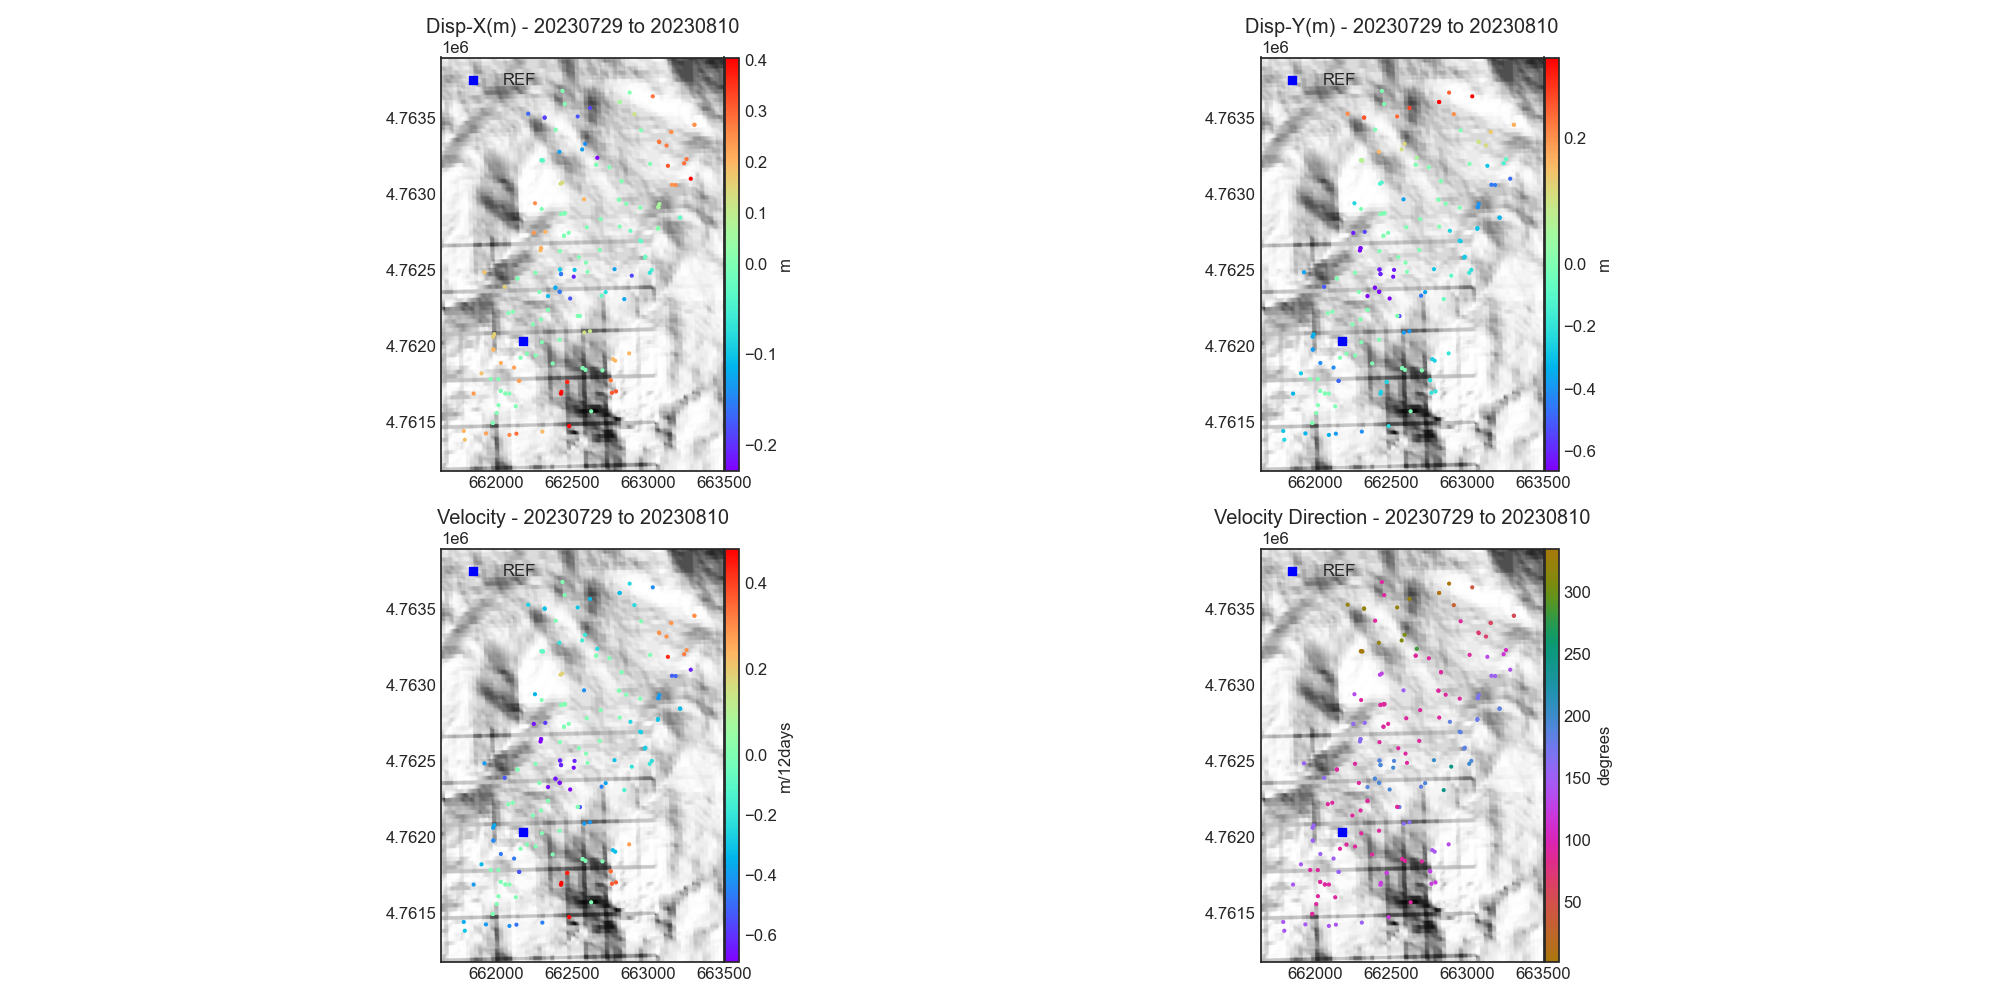 Disp-X(m) - 20230729 to 20230810
1e6
REF
4.7635
4.7630
4.7625
4.7620
4.7615
662000 662500 663000 663500
0.4
0.3
0.2
0.1
0.0
−0.1
−0.2
m
Disp-Y(m) - 20230729 to 20230810
1e6
REF
4.7635
4.7630
4.7625
4.7620
4.7615
662000 662500 663000 663500
0.2
0.0
−0.2
−0.4
−0.6
m
Velocity - 20230729 to 20230810
1e6
REF
4.7635
4.7630
4.7625
4.7620
4.7615
662000 662500 663000 663500
0.4
0.2
0.0
−0.2
−0.4
−0.6
m/12days
Velocity Direction - 20230729 to 20230810
1e6
REF
4.7635
4.7630
4.7625
4.7620
4.7615
662000 662500 663000 663500
300
250
200
150
100
50
degrees